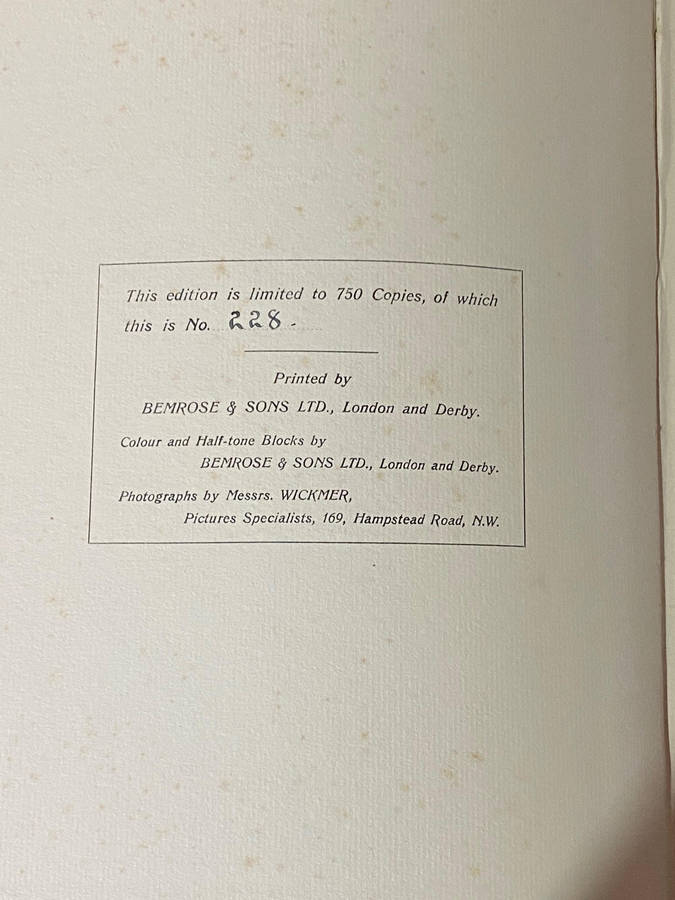 This edition is limited to 750 Copies, of which
this is No. 228.
Printed by
BEMROSE & SONS LTD., London and Derby.
Colour and Half-tone Blocks by
BEMROSE & SONS LTD., London and Derby.
Photographs by Messrs. WICKMER,
Pictures Specialists, 169, Hampstead Road, N.W.